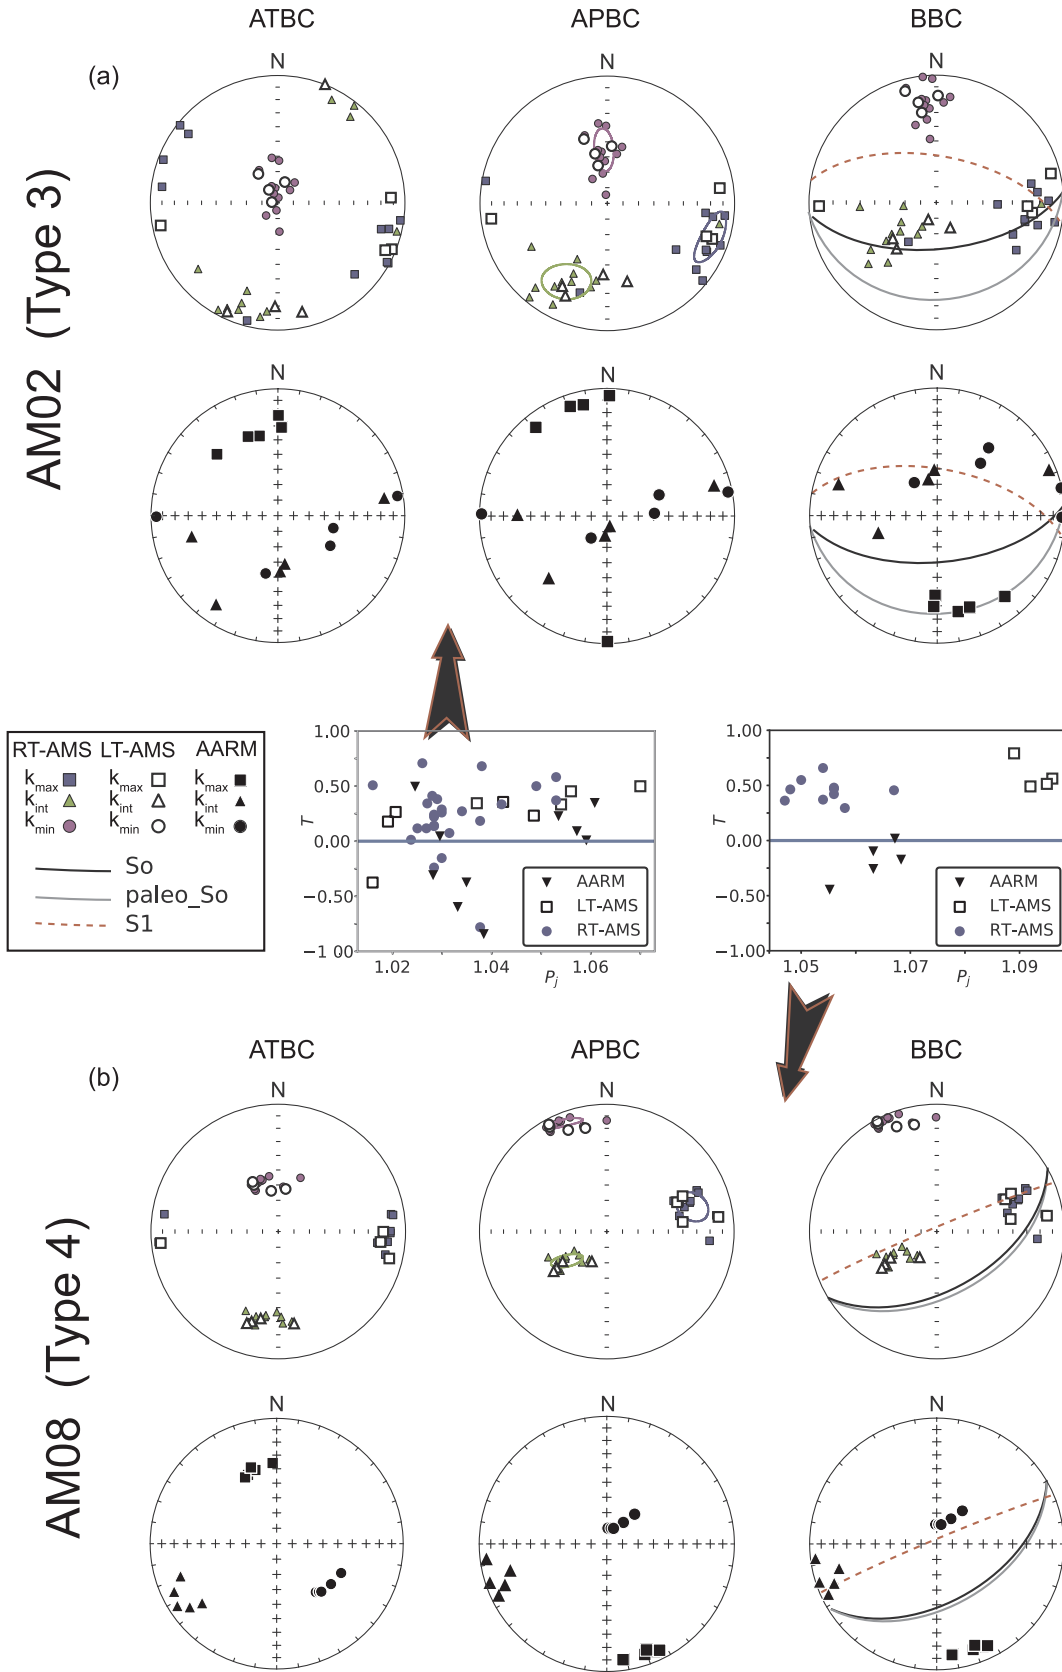 ATBC APBC BBC
(a)
N N N
AM02 (Type 3)
N N N
RT-AMS LT-AMS AARM
kmax kmax kmax
kint kint kint
kmin kmin kmin
So
paleo_So
S1
1.00
0.50
T 0.00
−0.50
−1 00
1.02 1.04 1.06
Pj
AARM
LT-AMS
RT-AMS
1.00
0.50
T 0.00
−0.50
−1.00
1.05 1.07 1.09
Pj
AARM
LT-AMS
RT-AMS
ATBC APBC BBC
(b)
N N N
AM08 (Type 4)
N N N